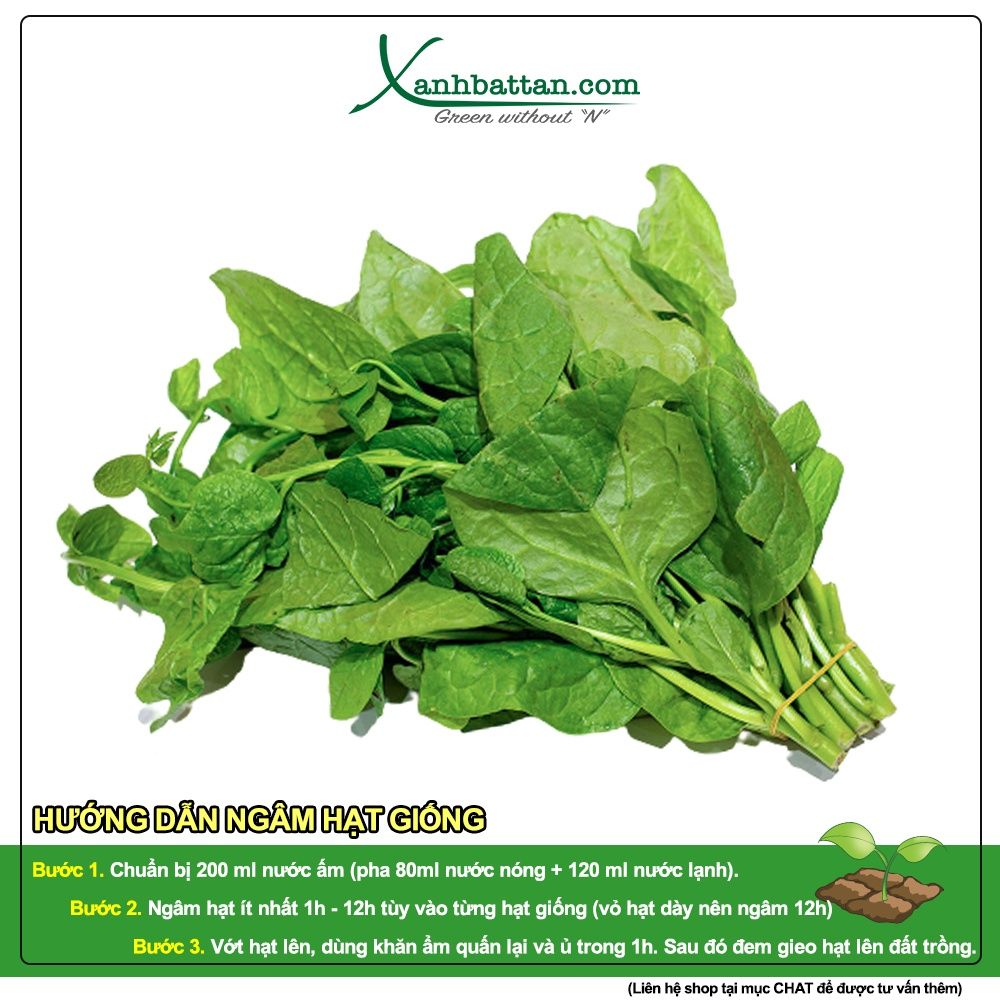 Xanhbattan.com
Green without "N"
HƯỚNG DẪN NGÂM HẠT GIỐNG
Bước 1. Chuẩn bị 200 ml nước ấm (pha 80ml nước nóng + 120 ml nước lạnh).
Bước 2. Ngâm hạt ít nhất 1h - 12h tùy vào từng hạt giống (vỏ hạt dày nên ngâm 12h)
Bước 3. Vớt hạt lên, dùng khăn ẩm quấn lại và ủ trong 1h. Sau đó đem gieo hạt lên đất trồng.
(Liên hệ shop tại mục CHAT để được tư vấn thêm)